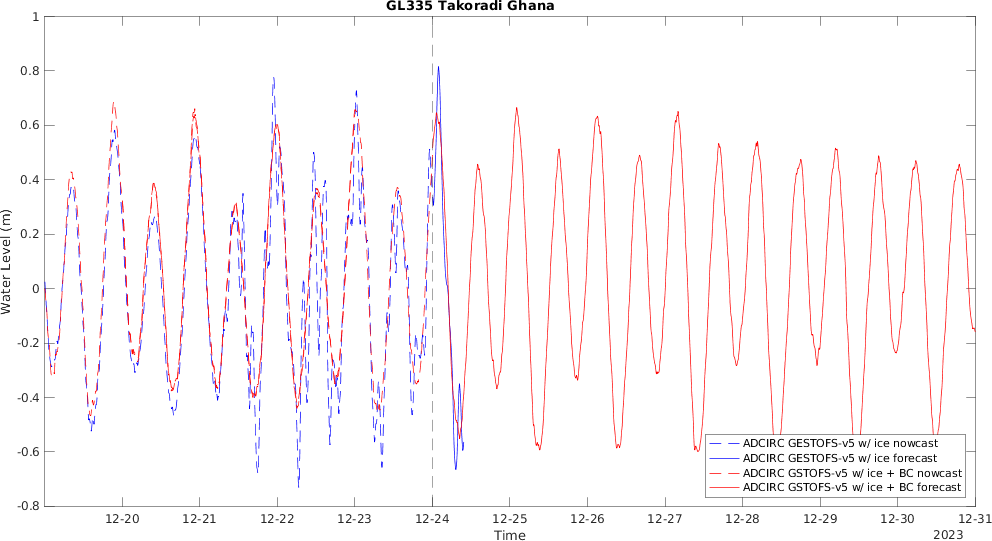 GL335 Takoradi Ghana
1
0.8
0.6
0.4
0.2
0
-0.2
-0.4
-0.6
-0.8
Water Level (m)
12-20 12-21 12-22 12-23 12-24 12-25 12-26 12-27 12-28 12-29 12-30 12-31
Time
2023
ADCIRC GESTOFS-v5 w/ ice nowcast
ADCIRC GESTOFS-v5 w/ ice forecast
ADCIRC GSTOFS-v5 w/ ice + BC nowcast
ADCIRC GSTOFS-v5 w/ ice + BC forecast